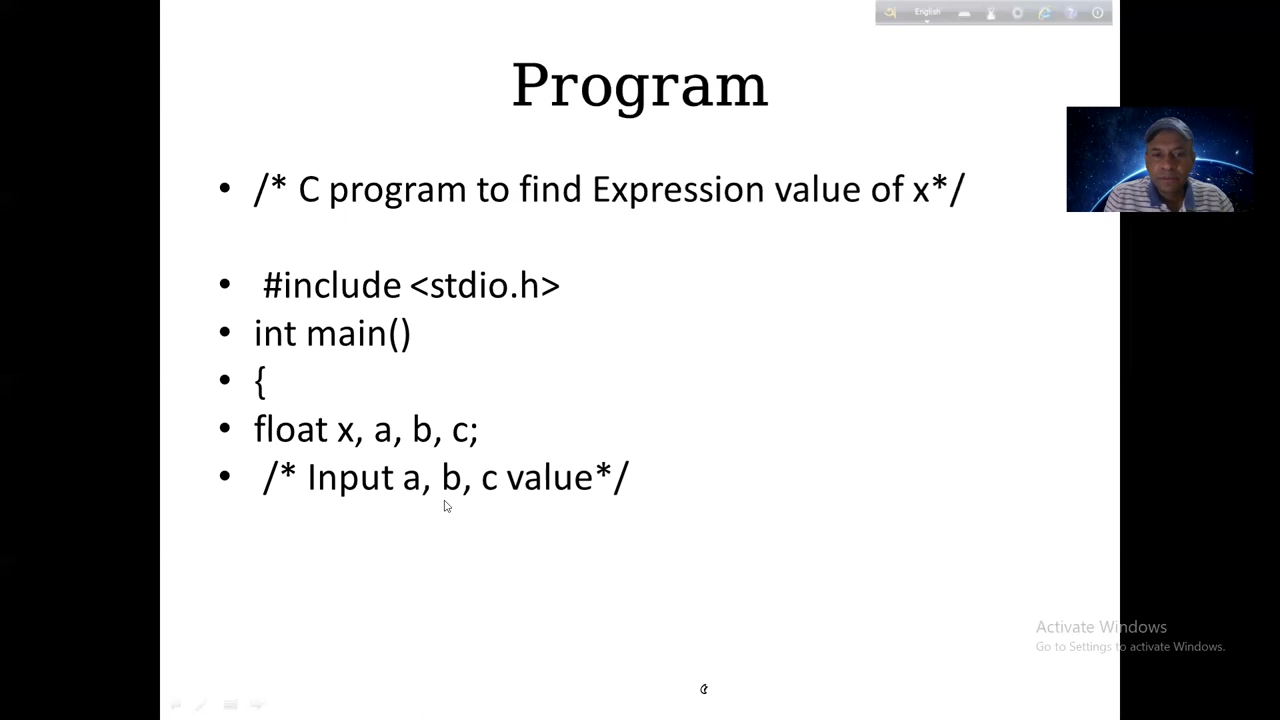 English
Program
• /* C program to find Expression value of x*/
• #include <stdio.h>
• int main()
• {
• float x, a, b, c;
• /* Input a, b, c value*/
Activate Windows
Go to Settings to activate Windows.